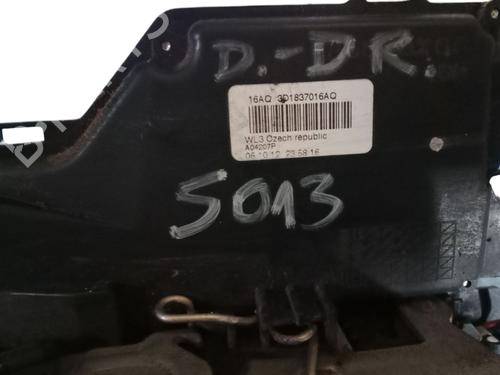 D.-DR.
16AQ 3D1837016AQ
WL3 Czech republic
A04207P
06.10.12 23:58:16
5013